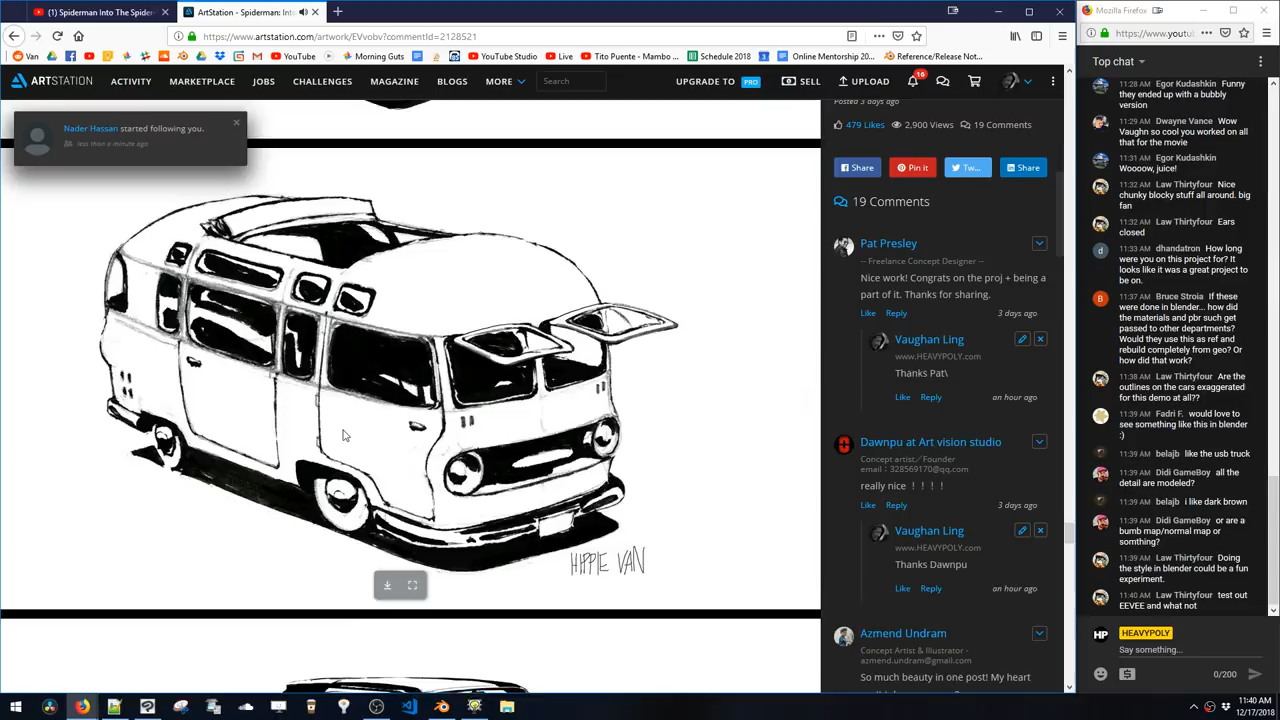 (1) Spiderman Into The S
ArtStation - Spiderman: Int
Mozilla Firefox
https://www.artstation.com/artwork/EVvobv?commentId=2128521
https://www.youtu
Van
Morning Guts
YouTube
YouTube Studio
Live
Tito Puente - Mambo ...
Schedule 2018
Online Mentorship 20...
Reference/Release Not...
ARTSTATION
ACTIVITY
MARKETPLACE
JOBS
CHALLENGES
MAGAZINE
BLOGS
MORE
Search
UPGRADE TO PRO
SELL
UPLOAD
16
Nader Hassan started following you.
less than a minute ago
HIPPIE VAN
Posted 3 days ago
479 Likes 2,900 Views 19 Comments
Share Pin it Tw... Share
19 Comments
Pat Presley
-- Freelance Concept Designer --
Nice work! Congrats on the proj + being a
part of it. Thanks for sharing.
Like Reply 3 days ago
Vaughan Ling
www.HEAVYPOLY.com
Thanks Pat\
Like Reply an hour ago
Dawnpu at Art vision studio
Concept artist／Founder
email：328569170@qq.com
really nice ！！！！
Like Reply 3 days ago
Vaughan Ling
www.HEAVYPOLY.com
Thanks Dawnpu
Like Reply an hour ago
Azmend Undram
Concept Artist & Illustrator -
azmend.undram@gmail.com
So much beauty in one post! My heart
Top chat
11:28 AM Egor Kudashkin Funny
they ended up with a bubbly
version
11:29 AM Dwayne Vance Wow
Vaughn so cool you worked on all
that for the movie
11:31 AM Egor Kudashkin
Woooow, juice!
11:32 AM Law Thirtyfour Nice
chunky blocky stuff all around. big
fan
11:32 AM Law Thirtyfour Ears
closed
11:33 AM dhandatron How long
were you on this project for? It
looks like it was a great project to
be on.
11:37 AM Bruce Stroia If these
were done in blender... how did
the materials and pbr such get
passed to other departments?
Would they use this as ref and
rebuild completely from geo? Or
how did that work?
11:38 AM Law Thirtyfour Are the
outlines on the cars exaggerated
for this demo at all??
11:39 AM Fadri F. would love to
see something like this in blender
:)
11:39 AM belajb like the usb truck
11:39 AM Didi GameBoy all the
detail are modeled?
11:39 AM belajb i like dark brown
11:39 AM Didi GameBoy or are a
bumb map/normal map or
somthing?
11:39 AM Law Thirtyfour Doing
the style in blender could be a fun
experiment.
11:40 AM Law Thirtyfour test out
EEVEE and what not
HP HEAVYPOLY
Say something...
0/200
11:40 AM
12/17/2018